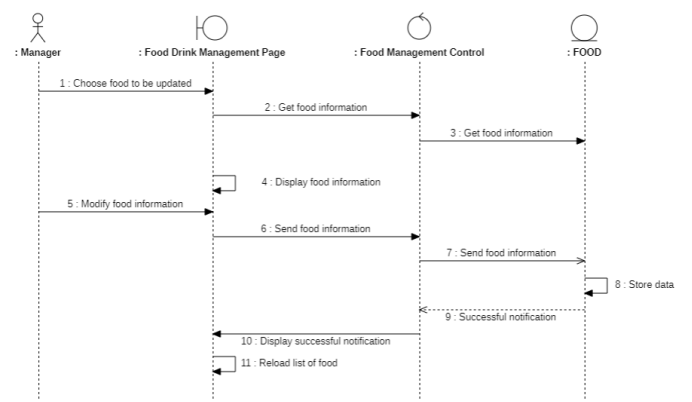 : Manager
: Food Drink Management Page
: Food Management Control
: FOOD
1 : Choose food to be updated
2 : Get food information
3 : Get food information
4 : Display food information
5 : Modify food information
6 : Send food information
7 : Send food information
8 : Store data
9 : Successful notification
10 : Display successful notification
11 : Reload list of food